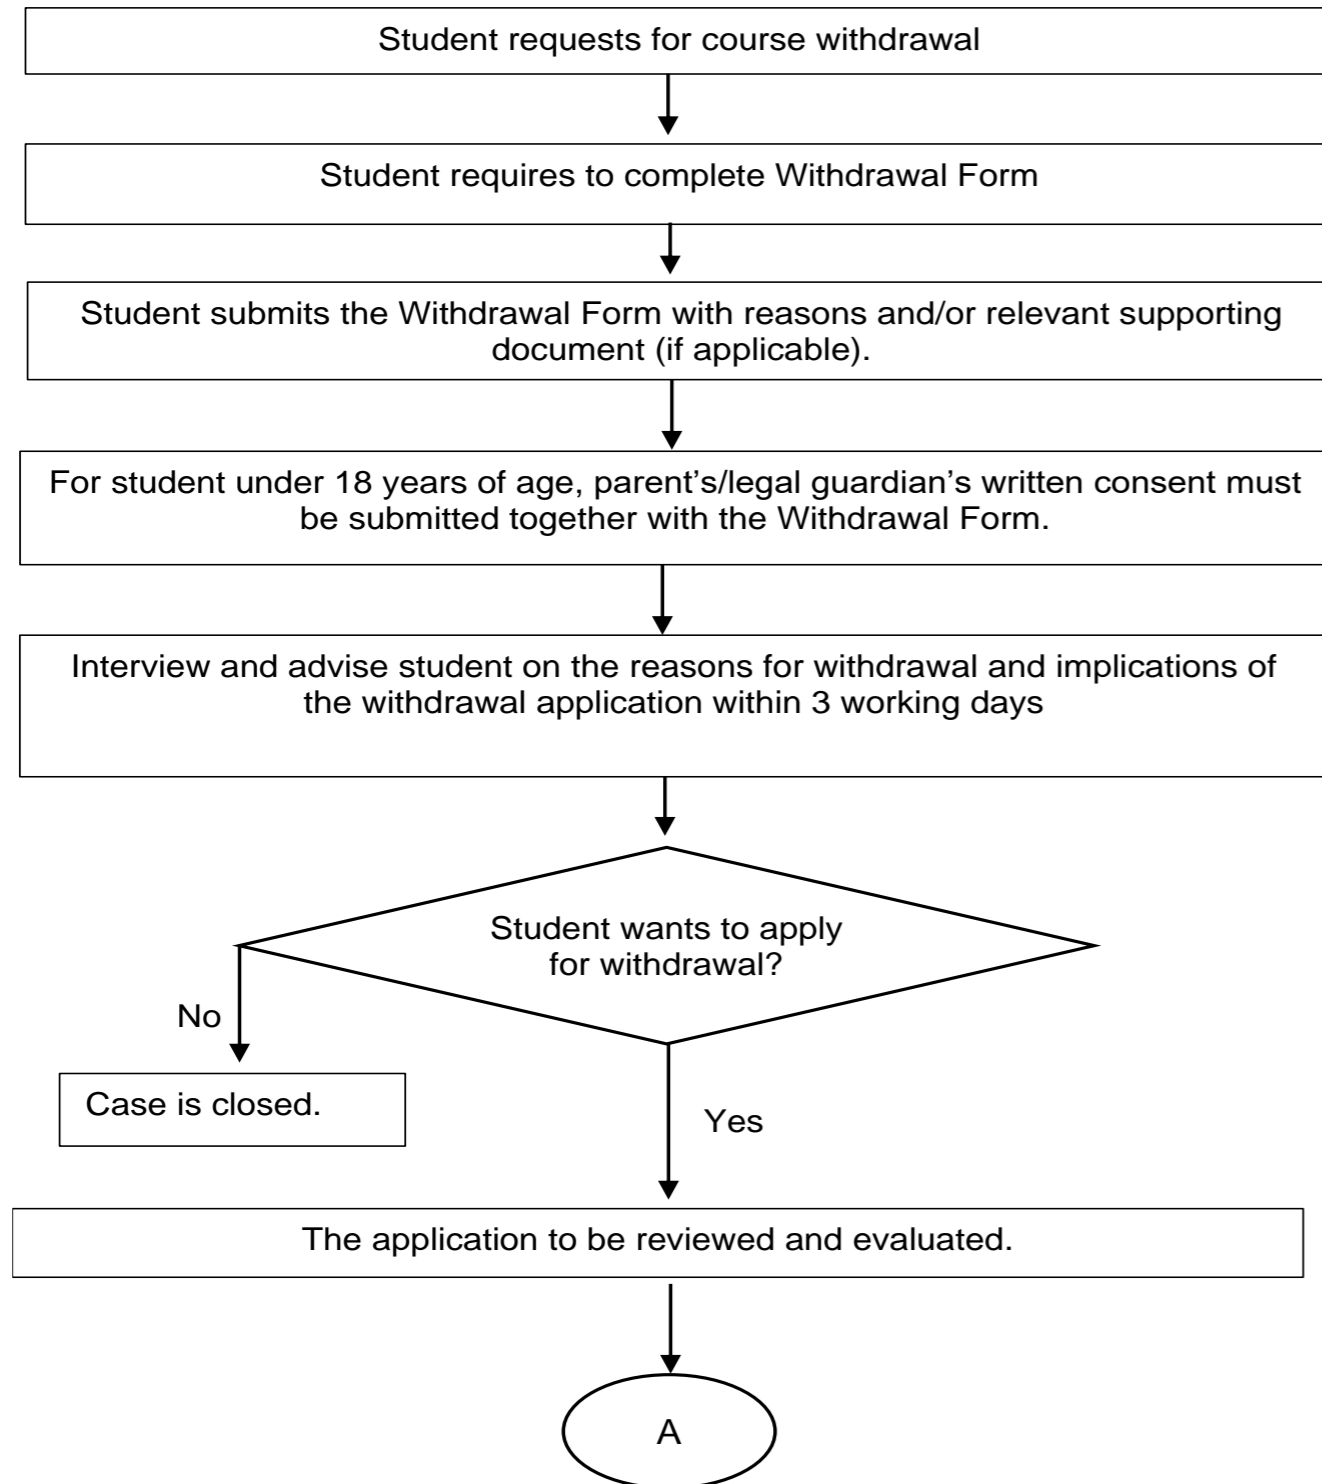 Student requests for course withdrawal
Student requires to complete Withdrawal Form
Student submits the Withdrawal Form with reasons and/or relevant supporting
document (if applicable).
For student under 18 years of age, parent’s/legal guardian’s written consent must
be submitted together with the Withdrawal Form.
Interview and advise student on the reasons for withdrawal and implications of
the withdrawal application within 3 working days
Student wants to apply
for withdrawal?
No
Case is closed.
Yes
The application to be reviewed and evaluated.
A